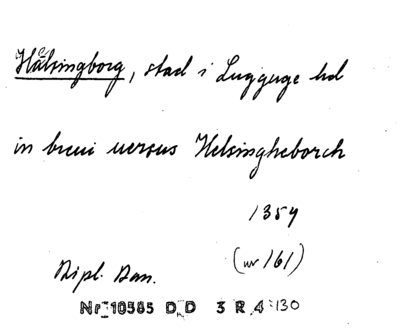 Hälsingborg, stad i Luggude hd
in breui uersus Helsingheborch
1359
(nr 161)
Dipl. Dan.
Nr 10585 D D 3 R 4:130